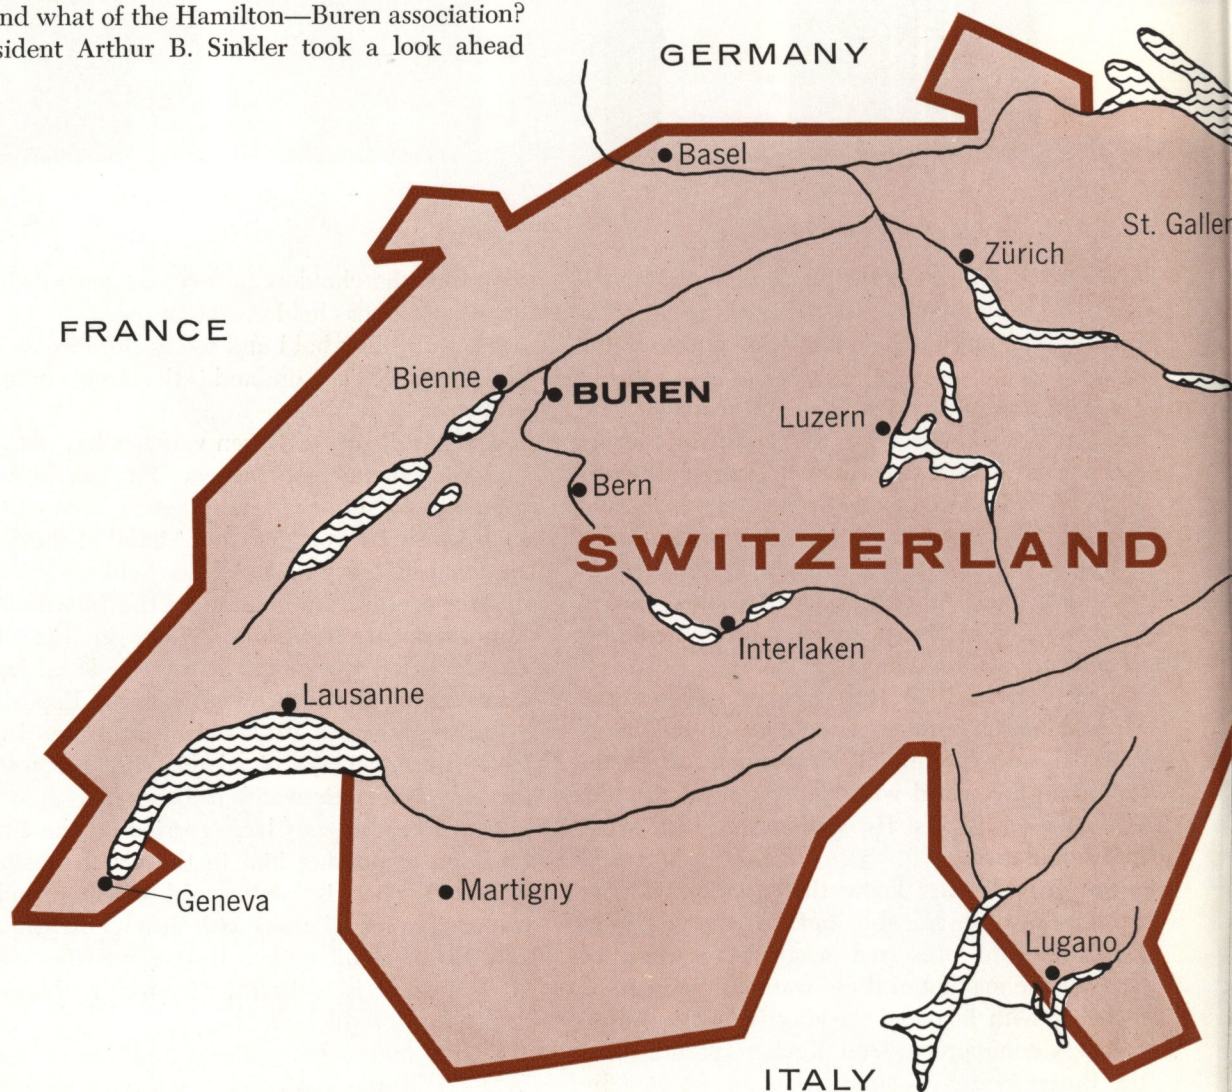 nd what of the Hamilton—Buren association?
sident Arthur B. Sinkler took a look ahead
GERMANY
Basel
St. Galler
Zürich
FRANCE
Bienne
BUREN
Luzern
Bern
SWITZERLAND
Interlaken
Lausanne
Martigny
Geneva
Lugano
ITALY